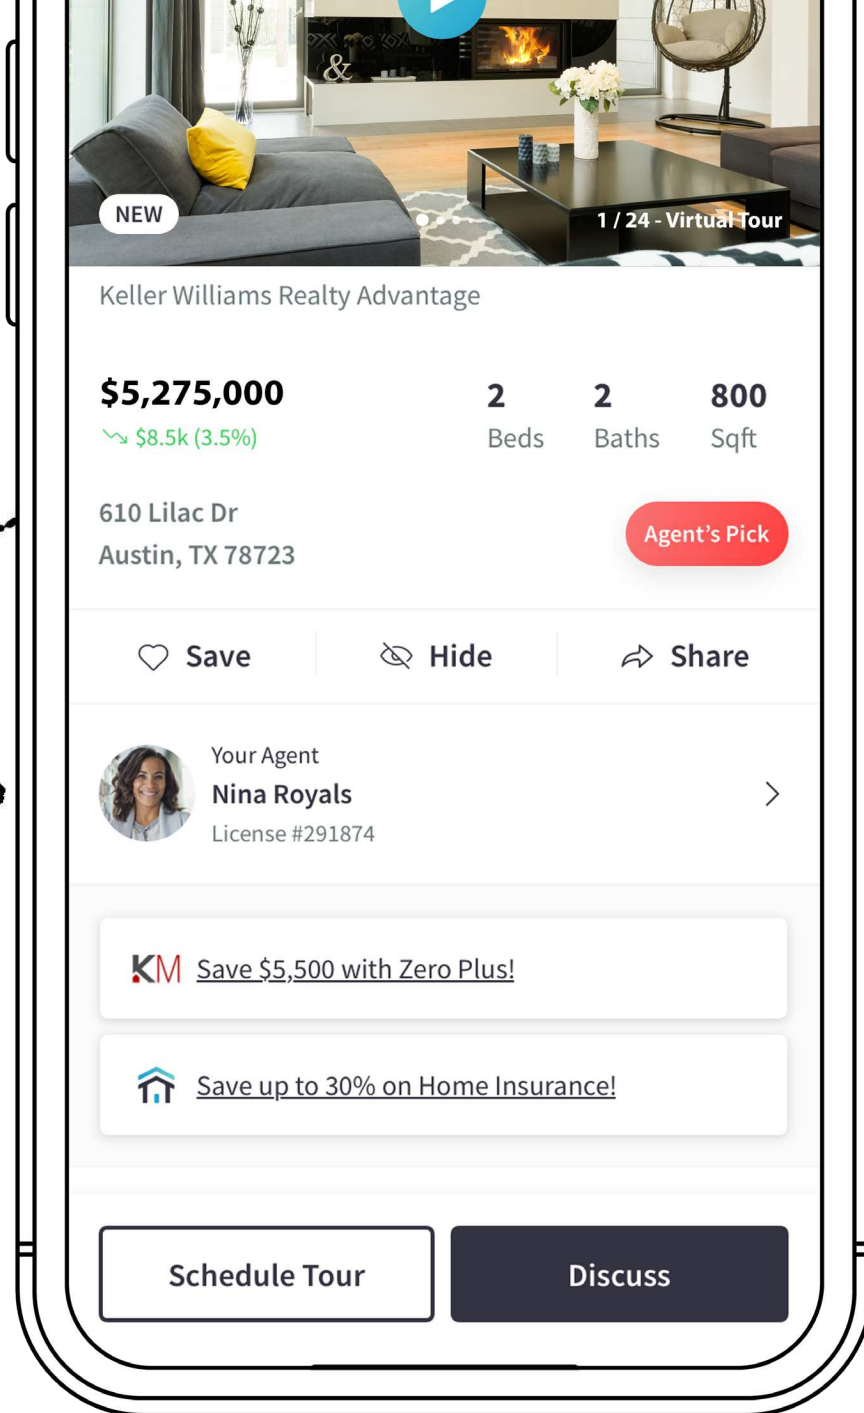 &
NEW
1 / 24 - Virtual Tour
Keller Williams Realty Advantage
$5,275,000
2
2
800
$8.5k (3.5%)
Beds
Baths
Sqft
610 Lilac Dr
Austin, TX 78723
Agent’s Pick
Save
Hide
Share
Your Agent
Nina Royals
License #291874
KM Save $5,500 with Zero Plus!
Save up to 30% on Home Insurance!
Schedule Tour
Discuss